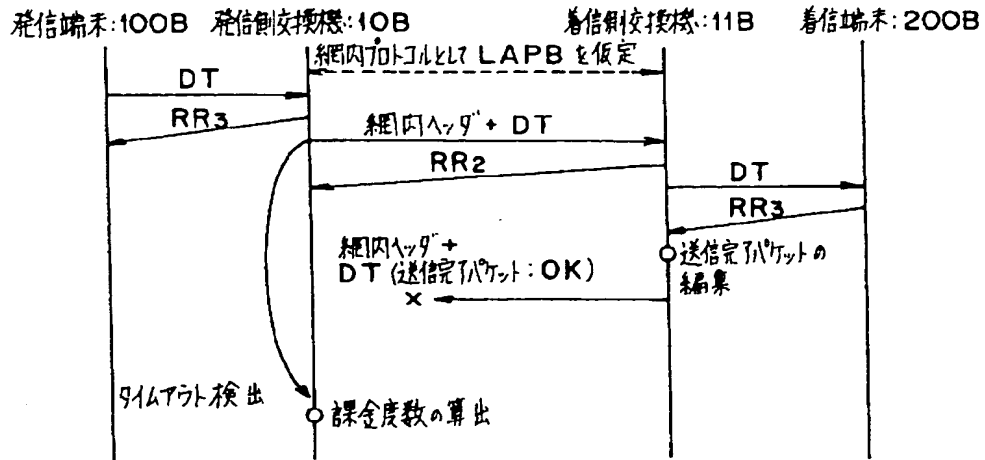 発信端末:100B 発信側交換機:10B 着信側交換機:11B 着信端末:200B
網内プロトコルとしてLAPBを仮定
DT
RR3
網内ヘッダ+DT
RR2
DT
RR3
網内ヘッダ+
DT(送信完了パケット:OK)
×
送信完了パケットの
編集
タイムアウト検出
課金度数の算出